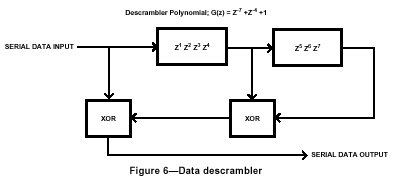 Descrambler Polynomial; G(z) = Z⁻⁷ +Z⁻⁴ +1
SERIAL DATA INPUT
Z¹ Z² Z³ Z⁴
Z⁵ Z⁶ Z⁷
XOR
XOR
SERIAL DATA OUTPUT
Figure 6—Data descrambler